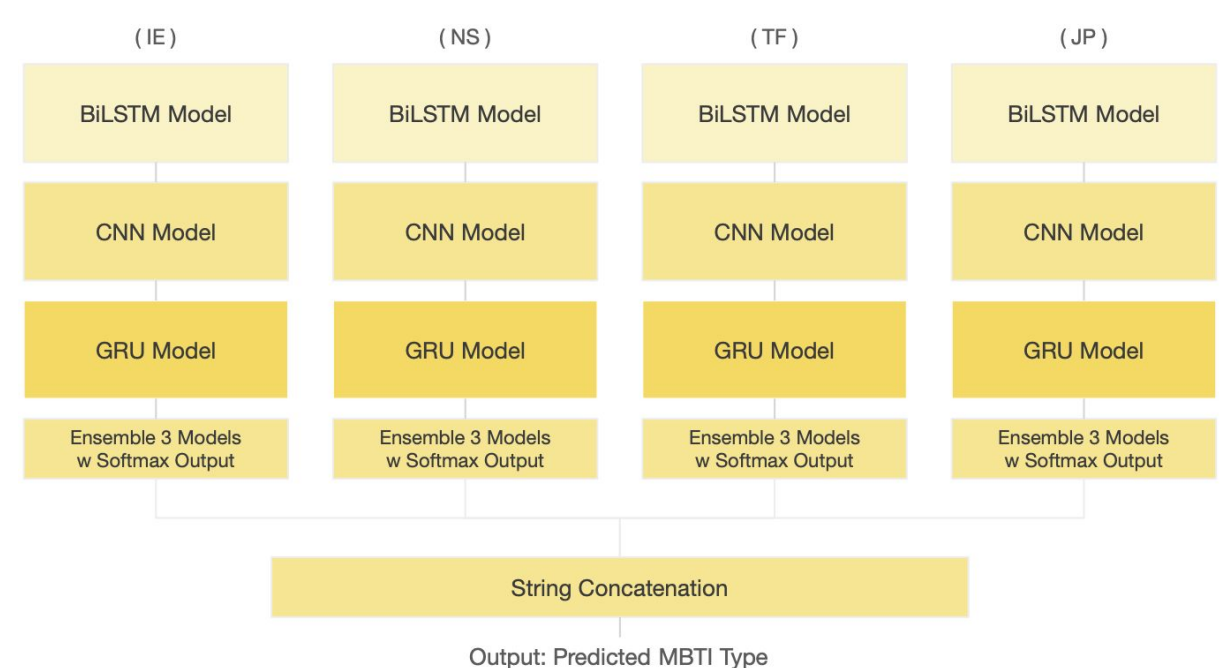 ( IE )
( NS )
( TF )
( JP )
BiLSTM Model
BiLSTM Model
BiLSTM Model
BiLSTM Model
CNN Model
CNN Model
CNN Model
CNN Model
GRU Model
GRU Model
GRU Model
GRU Model
Ensemble 3 Models
w Softmax Output
Ensemble 3 Models
w Softmax Output
Ensemble 3 Models
w Softmax Output
Ensemble 3 Models
w Softmax Output
String Concatenation
Output: Predicted MBTI Type